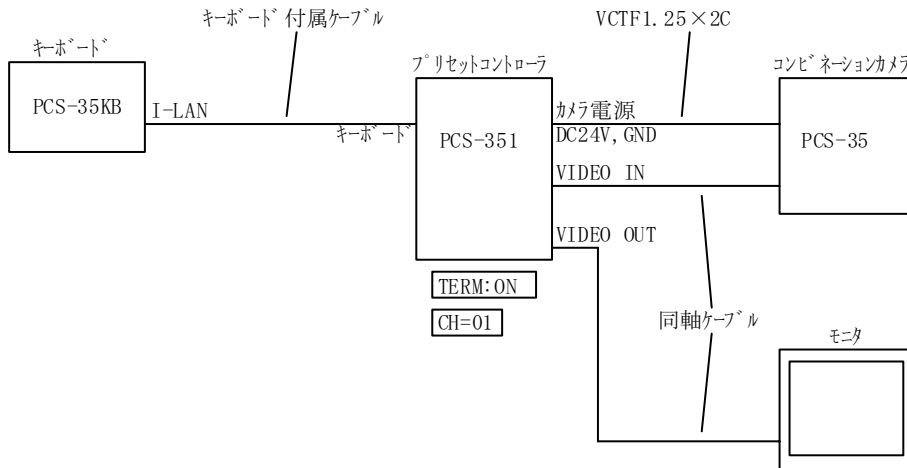 キーボード付属ケーブル
VCTF1.25×2C
キーボード
プリセットコントローラ
コンビネーションカメラ
PCS-35KB
I-LAN
キーボード
PCS-351
カメラ電源
DC24V,GND
PCS-35
VIDEO IN
VIDEO OUT
TERM:ON
CH=01
同軸ケーブル
モニタ